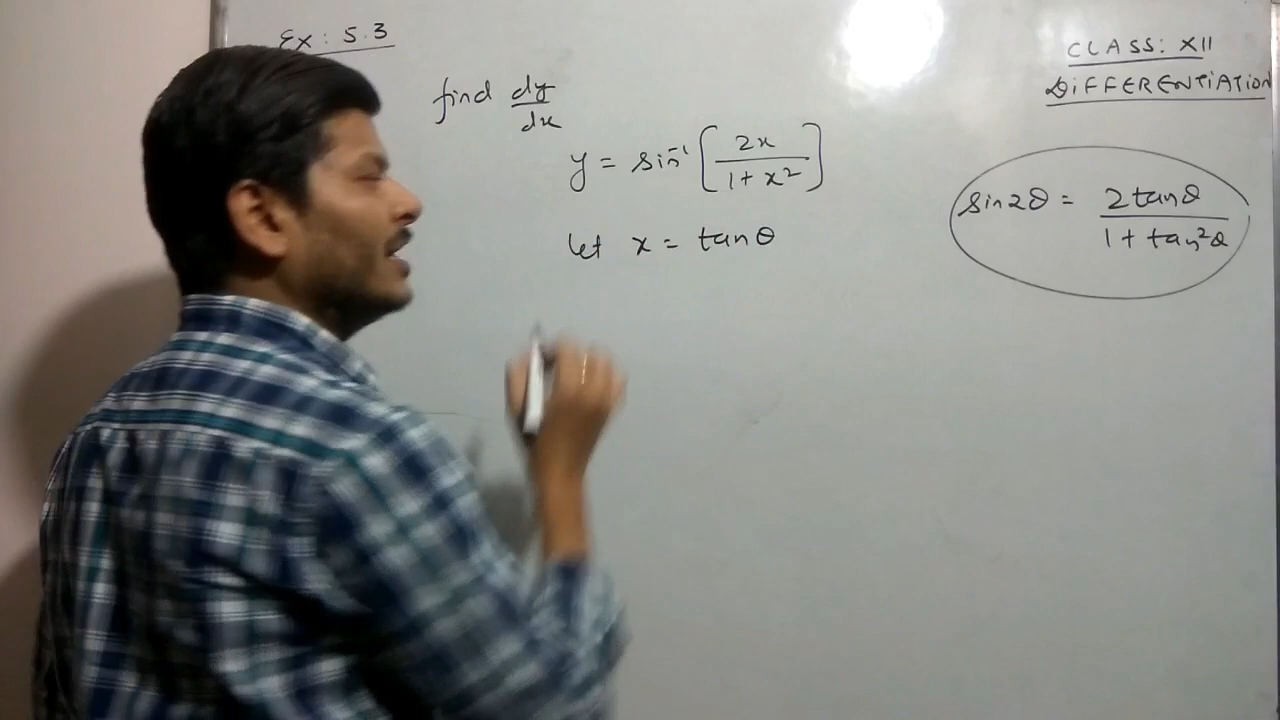 Ex: 5.3
CLASS: XII
DIFFERENTIATION
find dy/dx
y = sin⁻¹[2x/(1+x²)]
let x = tanθ
sin2θ = 2tanθ/(1+tan²θ)